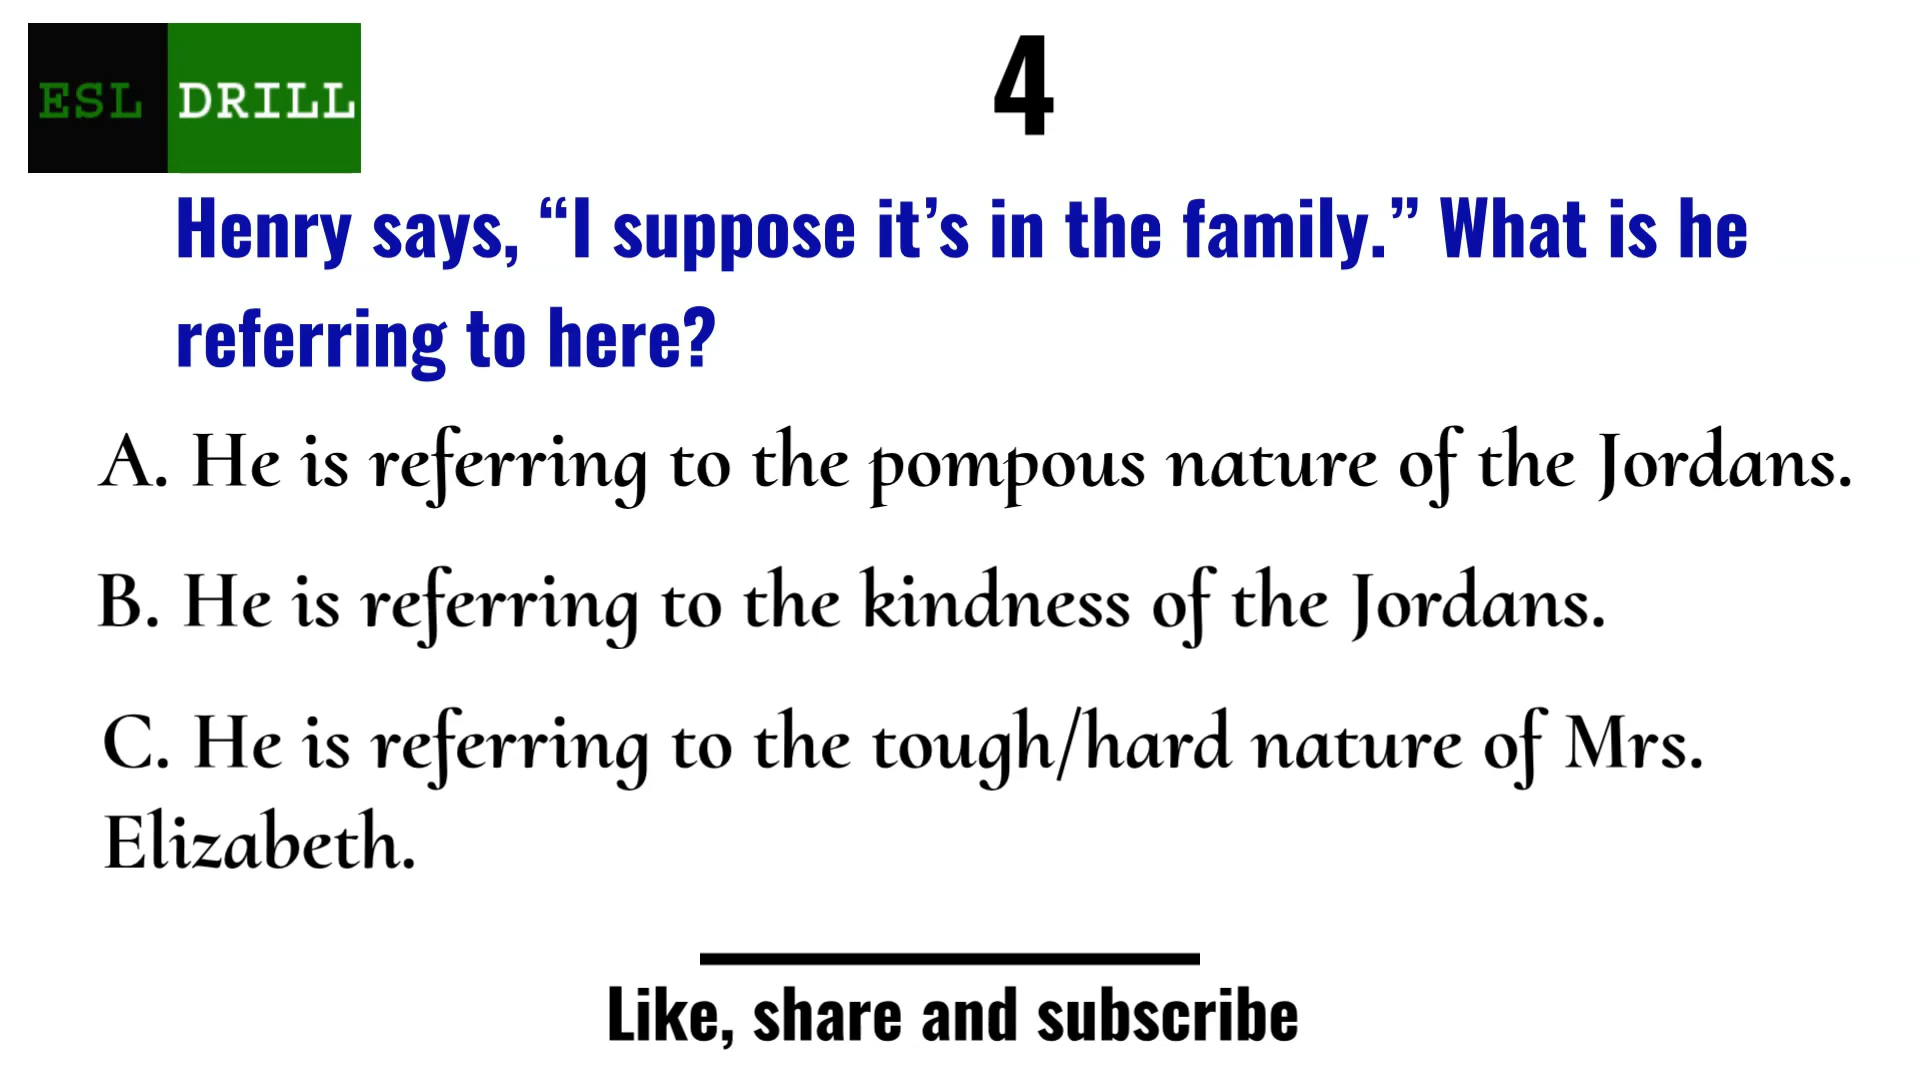 ESL DRILL
4
Henry says, “I suppose it’s in the family.” What is he
referring to here?
A. He is referring to the pompous nature of the Jordans.
B. He is referring to the kindness of the Jordans.
C. He is referring to the tough/hard nature of Mrs.
Elizabeth.
Like, share and subscribe